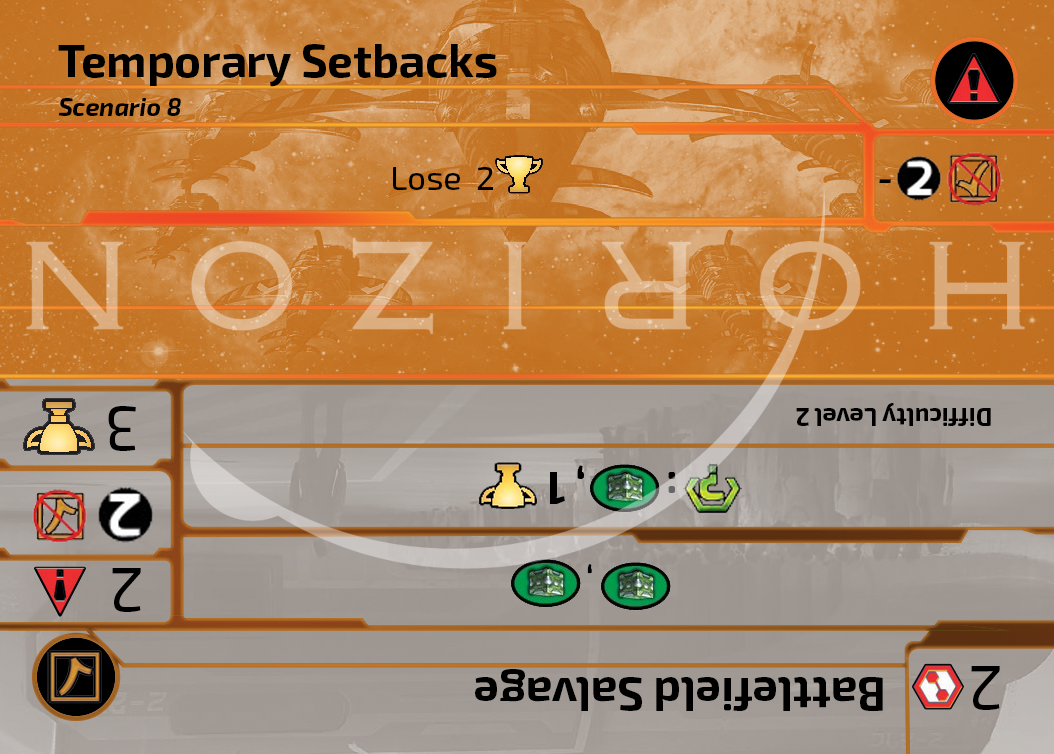 Temporary Setbacks
Scenario 8
Lose 2
- 2
HORIZON
Battlefield Salvage
2
2
2
: , 1
,
3
Difficulty Level 2